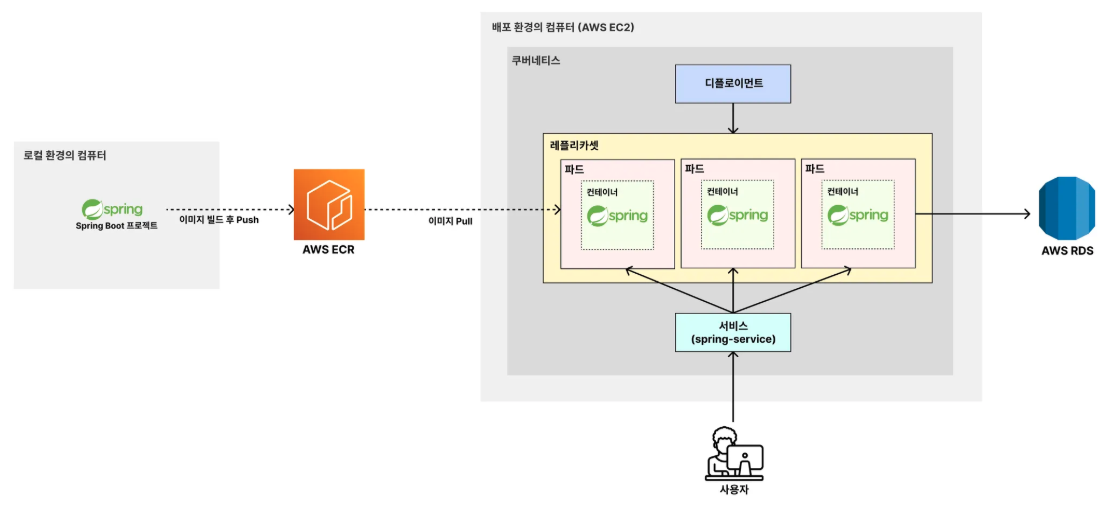 배포 환경의 컴퓨터 (AWS EC2)
쿠버네티스
디플로이먼트
레플리카셋
로컬 환경의 컴퓨터
파드
파드
파드
컨테이너
컨테이너
컨테이너
spring
spring
spring
spring
Spring Boot 프로젝트
이미지 빌드 후 Push
이미지 Pull
AWS ECR
AWS RDS
서비스
(spring-service)
사용자